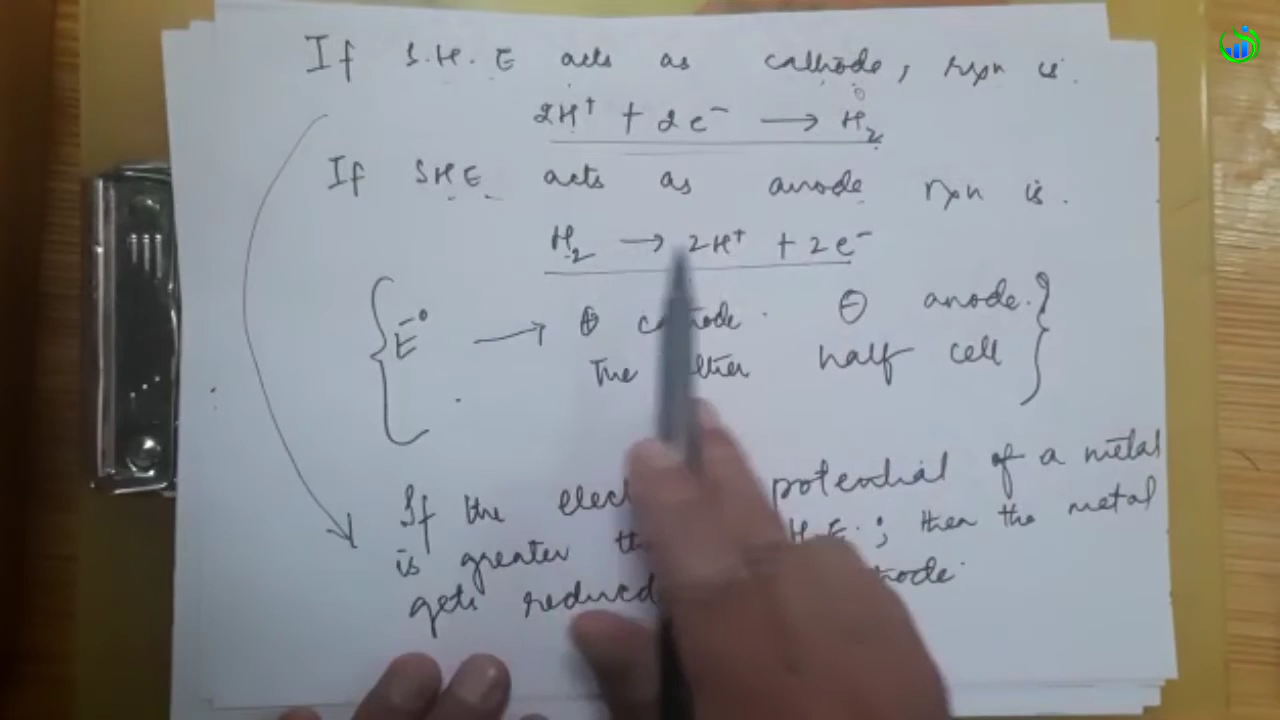 If S.H.E acts as cathode, rxn is.
2H⁺ + 2e⁻ → H₂
If SHE acts as anode rxn is.
H₂ → 2H⁺ + 2e⁻
E° → ⊕ cathode. ⊖ anode.
The half cell
If the potential of a metal
is greater ; then the metal
gets reduced